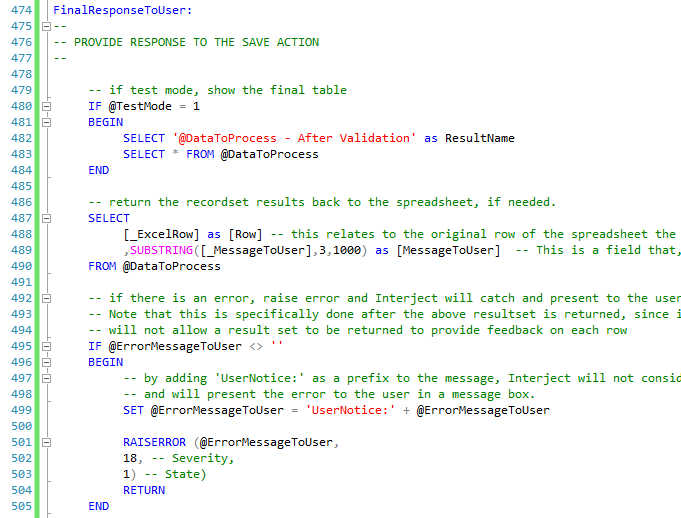 474 FinalResponseToUser:
475 --
476 -- PROVIDE RESPONSE TO THE SAVE ACTION
477 --
478
479 -- if test mode, show the final table
480 IF @TestMode = 1
481 BEGIN
482 SELECT '@DataToProcess - After Validation' as ResultName
483 SELECT * FROM @DataToProcess
484 END
485
486 -- return the recordset results back to the spreadsheet, if needed.
487 SELECT
488 [_ExcelRow] as [Row] -- this relates to the original row of the spreadsheet the
489 ,SUBSTRING([_MessageToUser],3,1000) as [MessageToUser] -- This is a field that,
490 FROM @DataToProcess
491
492 -- if there is an error, raise error and Interject will catch and present to the user
493 -- Note that this is specifically done after the above resultset is returned, since i
494 -- will not allow a result set to be returned to provide feedback on each row
495 IF @ErrorMessageToUser <> ''
496 BEGIN
497 -- by adding 'UserNotice:' as a prefix to the message, Interject will not consid
498 -- and will present the error to the user in a message box.
499 SET @ErrorMessageToUser = 'UserNotice:' + @ErrorMessageToUser
500
501 RAISERROR (@ErrorMessageToUser,
502 18, -- Severity,
503 1) -- State)
504 RETURN
505 END